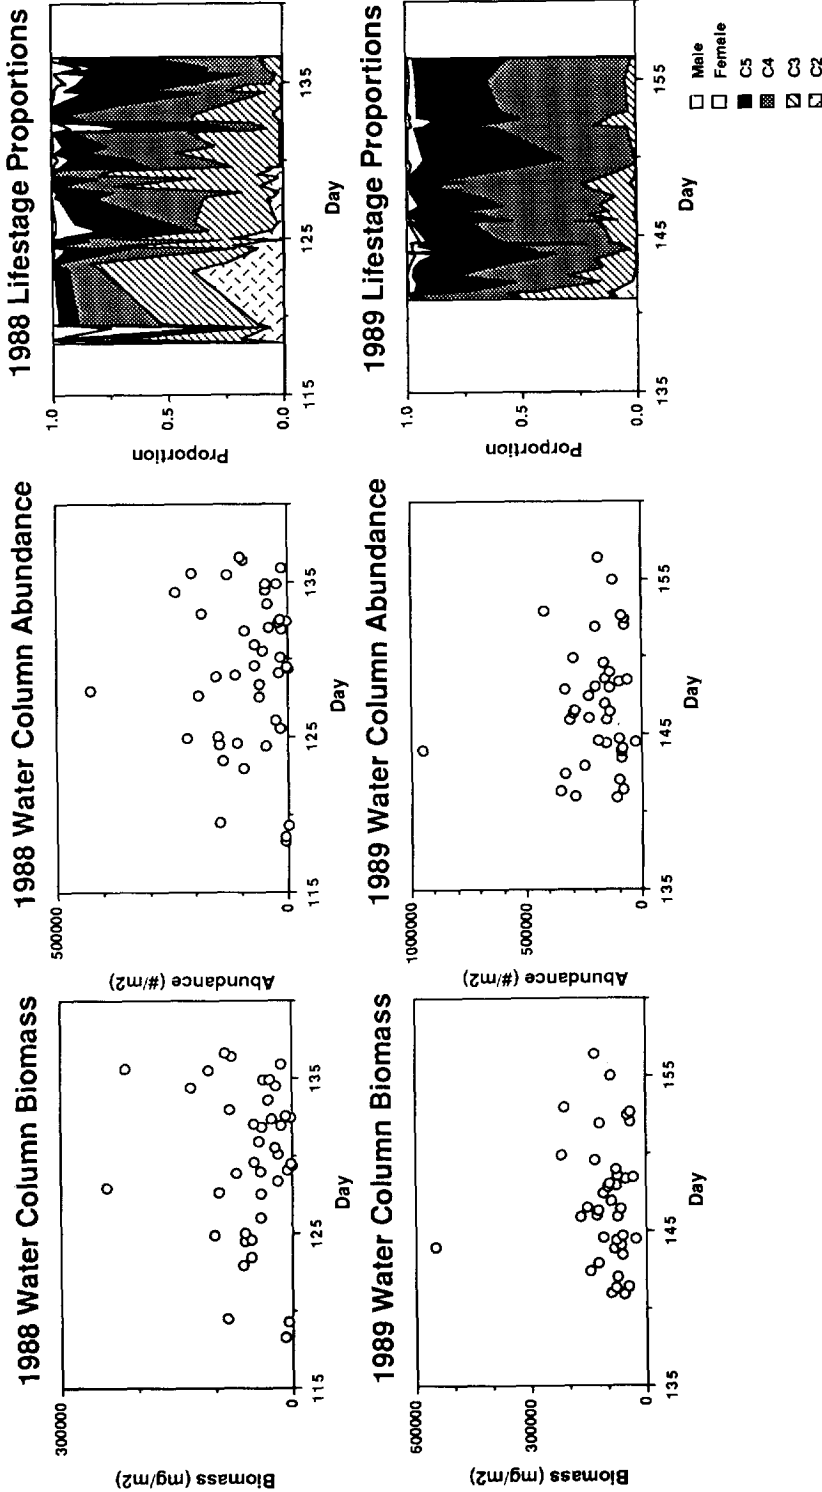 1988 Water Column Biomass
Biomass (mg/m2)
300000
0
115
125
135
Day
1988 Water Column Abundance
Abundance (#/m2)
500000
0
115
125
135
Day
1988 Lifestage Proportions
Proportion
1.0
0.5
0.0
115
125
135
Day
1989 Water Column Biomass
Biomass (mg/m2)
600000
300000
0
135
145
155
Day
1989 Water Column Abundance
Abundance (#/m2)
1000000
500000
0
135
145
155
Day
1989 Lifestage Proportions
Porportion
1.0
0.5
0.0
135
145
155
Day
Male
Female
C5
C4
C3
C2